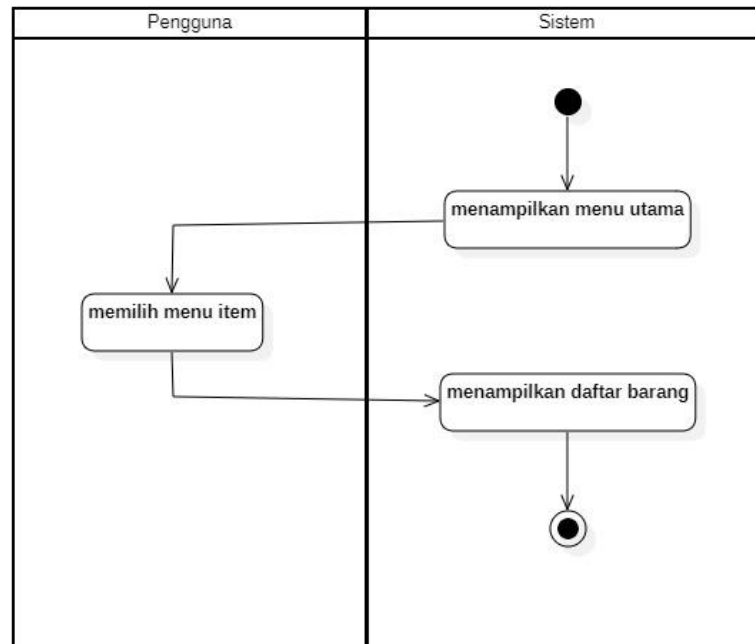 Pengguna
Sistem
menampilkan menu utama
memilih menu item
menampilkan daftar barang